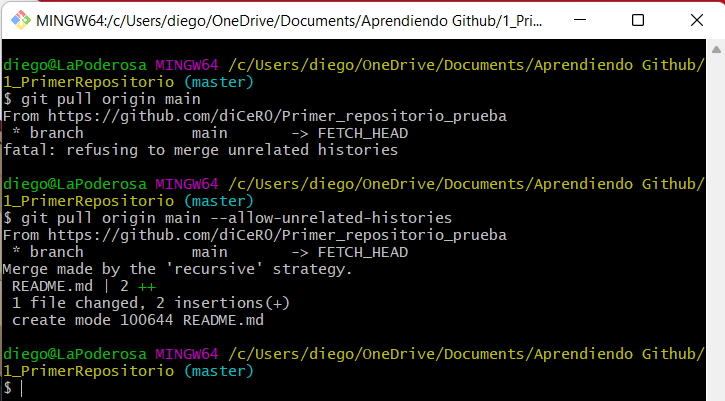 MINGW64:/c/Users/diego/OneDrive/Documents/Aprendiendo Github/1_Pri...
diego@LaPoderosa MINGW64 /c/Users/diego/OneDrive/Documents/Aprendiendo Github/
1_PrimerRepositorio (master)
$ git pull origin main
From https://github.com/diCeR0/Primer_repositorio_prueba
 * branch            main       -> FETCH_HEAD
fatal: refusing to merge unrelated histories
diego@LaPoderosa MINGW64 /c/Users/diego/OneDrive/Documents/Aprendiendo Github/
1_PrimerRepositorio (master)
$ git pull origin main --allow-unrelated-histories
From https://github.com/diCeR0/Primer_repositorio_prueba
 * branch            main       -> FETCH_HEAD
Merge made by the 'recursive' strategy.
 README.md | 2 ++
 1 file changed, 2 insertions(+)
 create mode 100644 README.md
diego@LaPoderosa MINGW64 /c/Users/diego/OneDrive/Documents/Aprendiendo Github/
1_PrimerRepositorio (master)
$